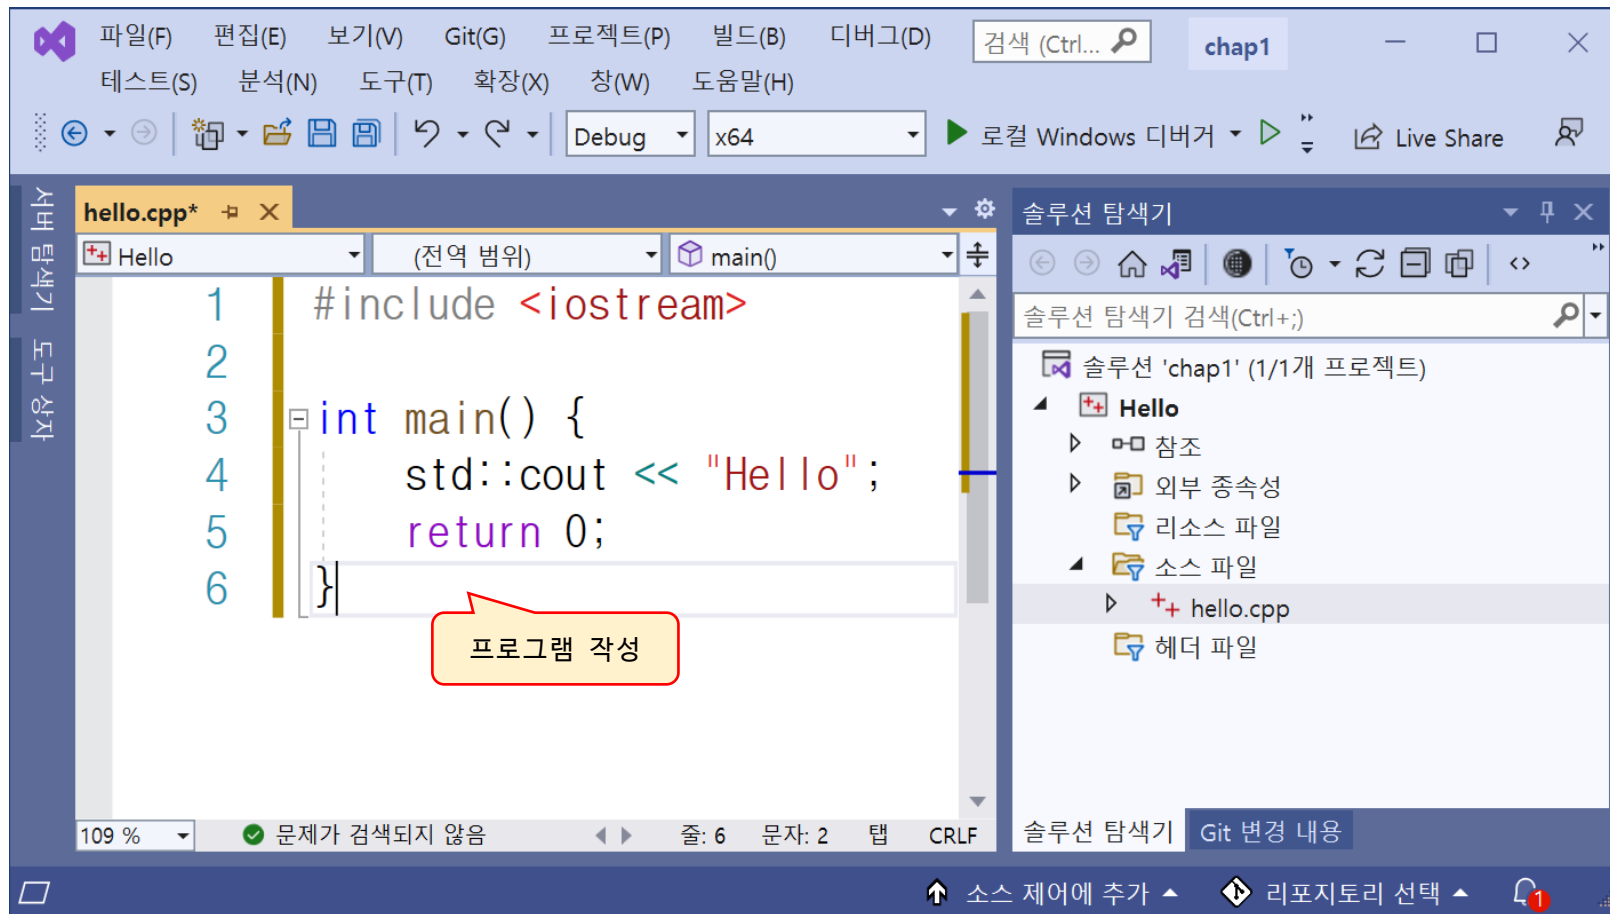 파일(F) 편집(E) 보기(V) Git(G) 프로젝트(P) 빌드(B) 디버그(D) 검색 (Ctrl... chap1
테스트(S) 분석(N) 도구(T) 확장(X) 창(W) 도움말(H)
Debug x64 로컬 Windows 디버거 Live Share
서버 탐색기
도구 상자
hello.cpp*
Hello (전역 범위) main()
1 #include <iostream>
2
3 int main() {
4 std::cout << "Hello";
5 return 0;
6 }
프로그램 작성
109 % 문제가 검색되지 않음 줄: 6 문자: 2 탭 CRLF
솔루션 탐색기
솔루션 탐색기 검색(Ctrl+;)
솔루션 'chap1' (1/1개 프로젝트)
Hello
참조
외부 종속성
리소스 파일
소스 파일
hello.cpp
헤더 파일
솔루션 탐색기 Git 변경 내용
소스 제어에 추가 리포지토리 선택 1